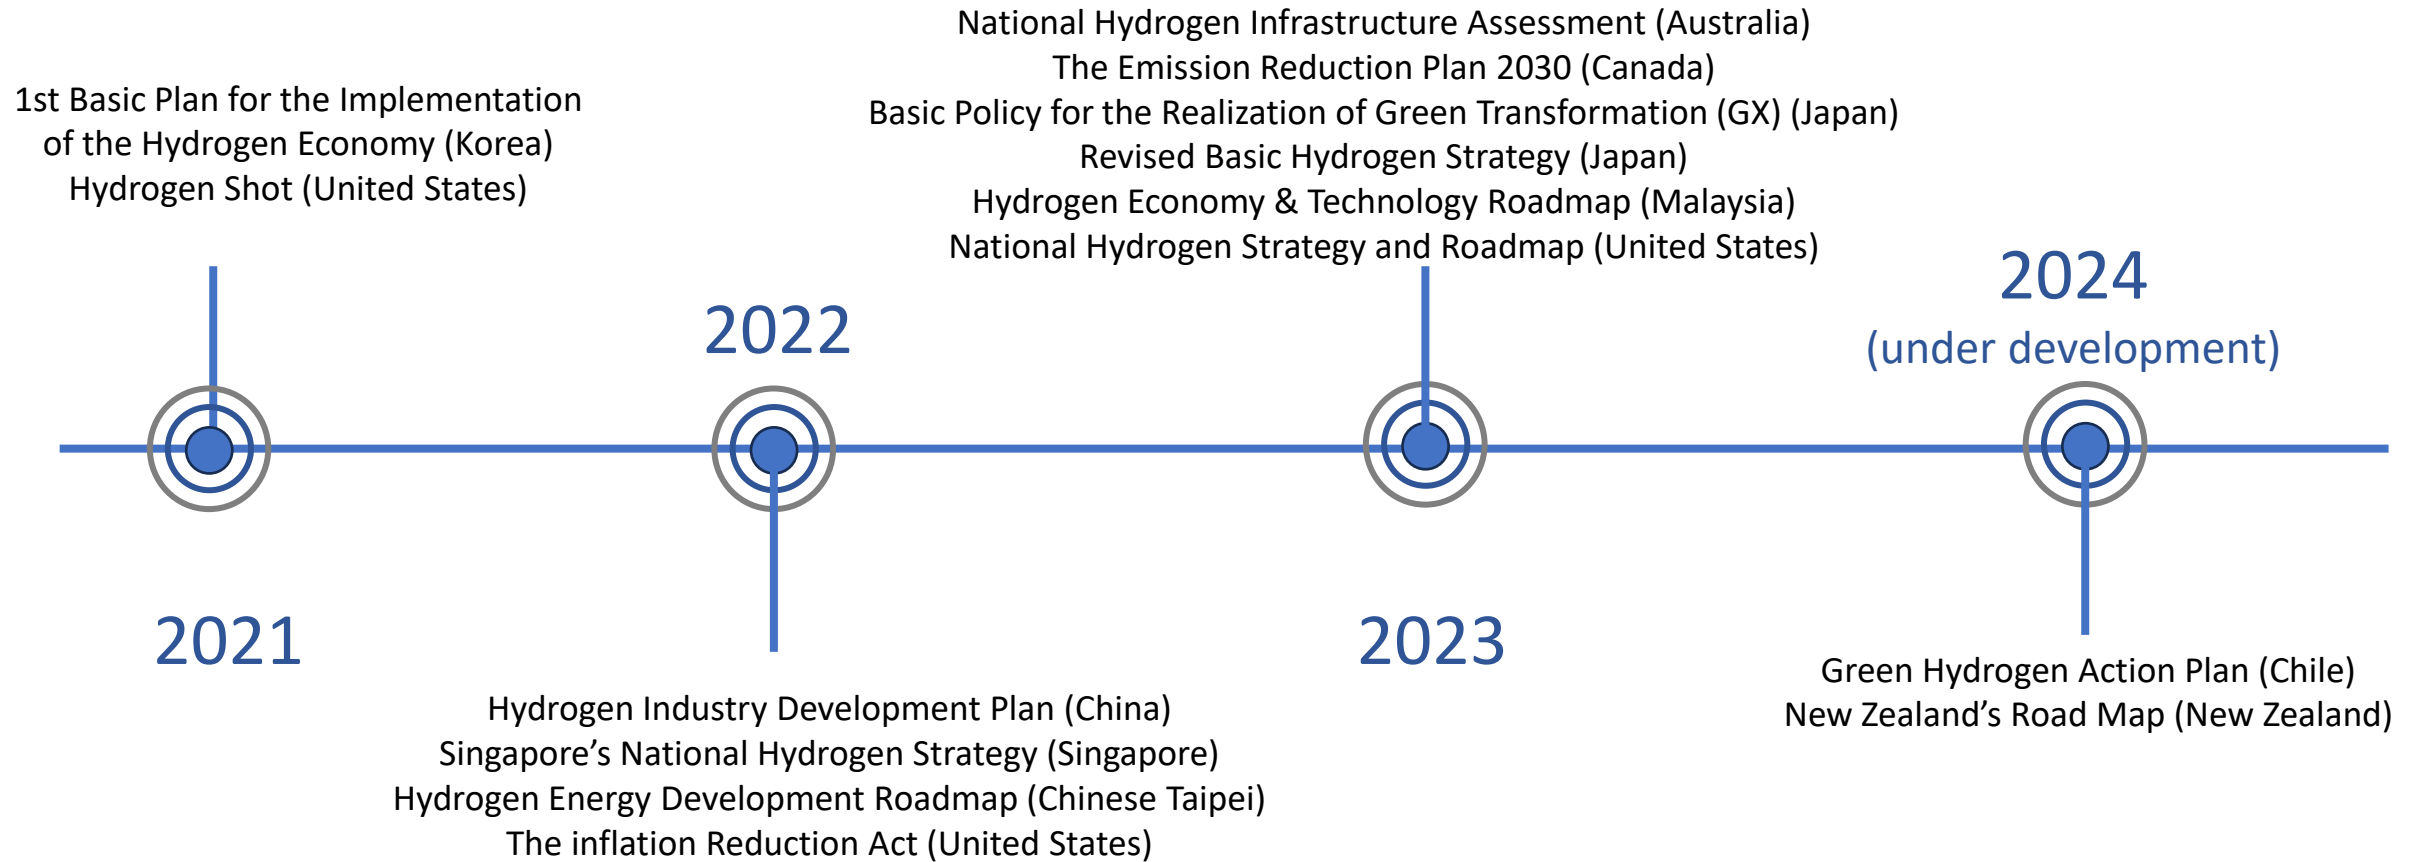 1st Basic Plan for the Implementation
of the Hydrogen Economy (Korea)
Hydrogen Shot (United States)
2021
2022
Hydrogen Industry Development Plan (China)
Singapore’s National Hydrogen Strategy (Singapore)
Hydrogen Energy Development Roadmap (Chinese Taipei)
The inflation Reduction Act (United States)
National Hydrogen Infrastructure Assessment (Australia)
The Emission Reduction Plan 2030 (Canada)
Basic Policy for the Realization of Green Transformation (GX) (Japan)
Revised Basic Hydrogen Strategy (Japan)
Hydrogen Economy & Technology Roadmap (Malaysia)
National Hydrogen Strategy and Roadmap (United States)
2023
2024
(under development)
Green Hydrogen Action Plan (Chile)
New Zealand’s Road Map (New Zealand)